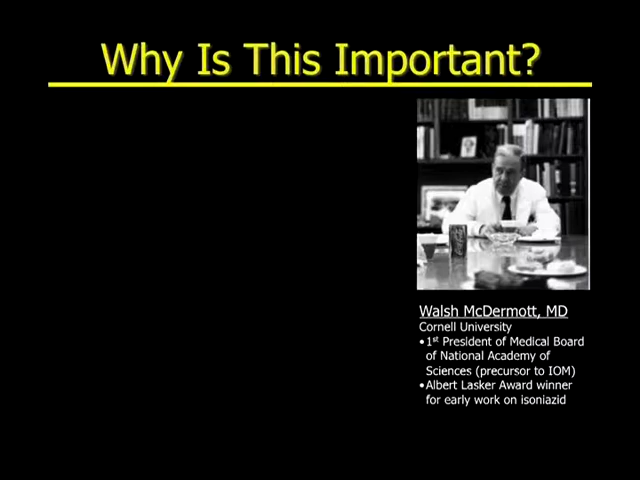 Why Is This Important?
Walsh McDermott, MD
Cornell University
•1st President of Medical Board
of National Academy of
Sciences (precursor to IOM)
•Albert Lasker Award winner
for early work on isoniazid